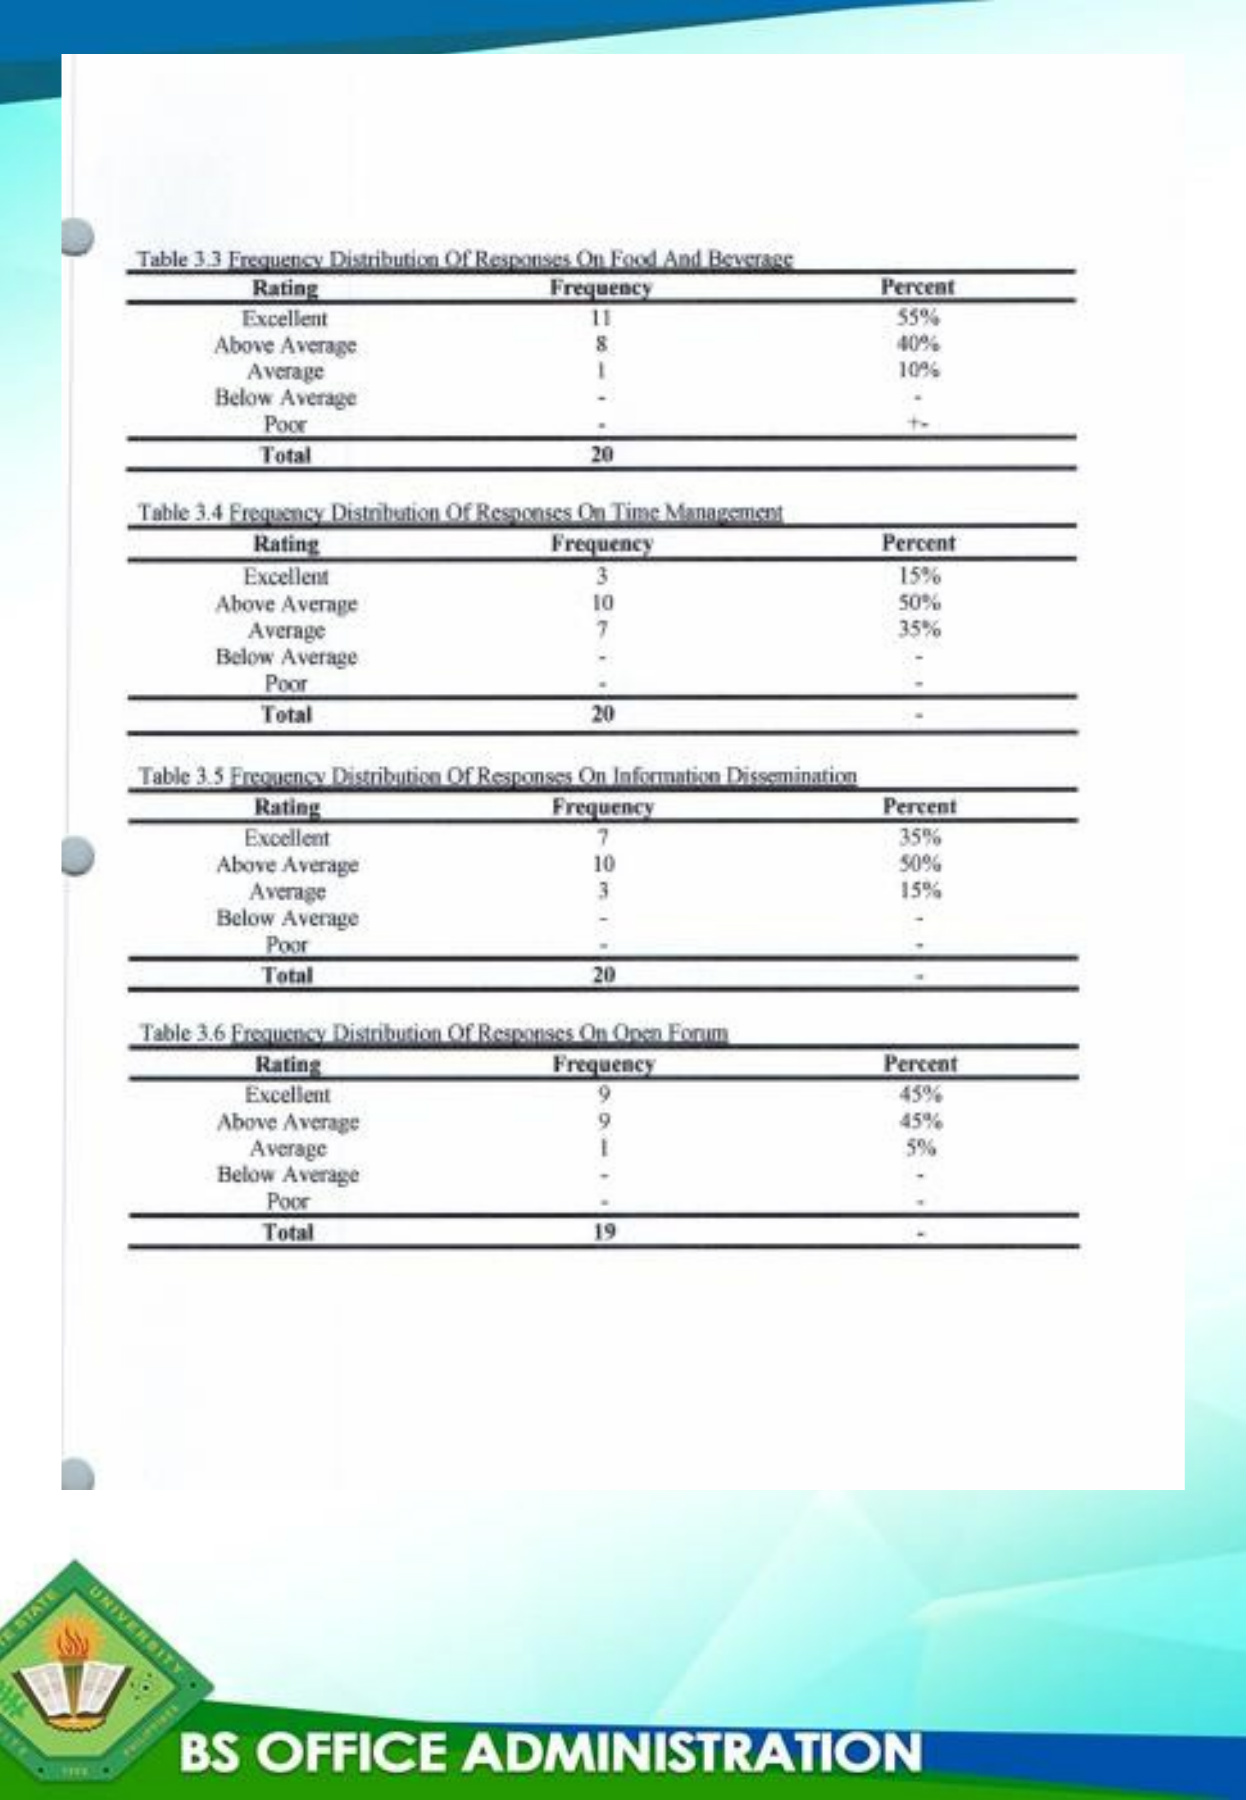 Table 3.3 Frequency Distribution Of Responses On Food And Beverage
Rating Frequency Percent
Excellent 11 55%
Above Average 8 40%
Average 1 10%
Below Average - -
Poor - +-
Total 20
Table 3.4 Frequency Distribution Of Responses On Time Management
Rating Frequency Percent
Excellent 3 15%
Above Average 10 50%
Average 7 35%
Below Average - -
Poor - -
Total 20 -
Table 3.5 Frequency Distribution Of Responses On Information Dissemination
Rating Frequency Percent
Excellent 7 35%
Above Average 10 50%
Average 3 15%
Below Average - -
Poor - -
Total 20 -
Table 3.6 Frequency Distribution Of Responses On Open Forum
Rating Frequency Percent
Excellent 9 45%
Above Average 9 45%
Average 1 5%
Below Average - -
Poor - -
Total 19 -
STATE UNIVERSITY
PHILIPPINES
BS OFFICE ADMINISTRATION